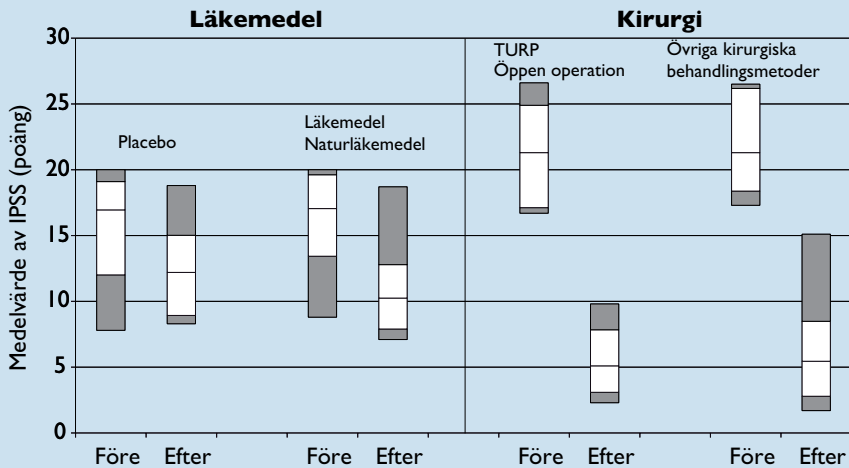 Läkemedel
Kirurgi
Medelvärde av IPSS (poäng)
30
25
20
15
10
5
0
Placebo
Läkemedel
Naturläkemedel
TURP
Öppen operation
Övriga kirurgiska
behandlingsmetoder
Före Efter Före Efter Före Efter Före Efter